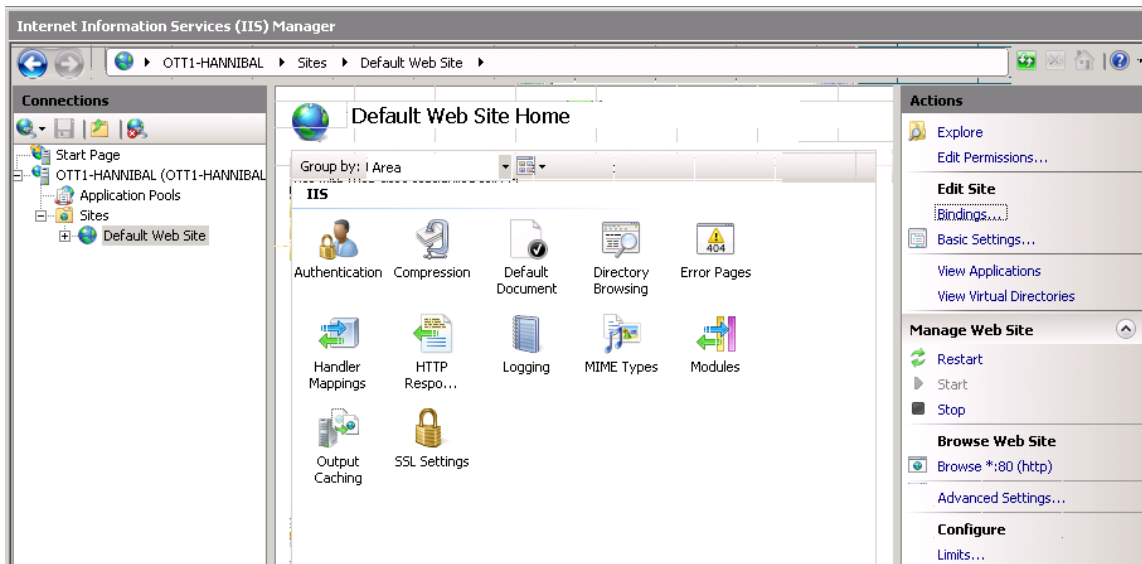 Internet Information Services (IIS) Manager
OTT1-HANNIBAL Sites Default Web Site
Connections
Start Page
OTT1-HANNIBAL (OTT1-HANNIBAL
Application Pools
Sites
Default Web Site
Default Web Site Home
Group by: Area
IIS
Authentication
Compression
Default
Document
Directory
Browsing
404
Error Pages
Handler
Mappings
HTTP
Respo...
Logging
MIME Types
Modules
Output
Caching
SSL Settings
Actions
Explore
Edit Permissions...
Edit Site
Bindings...
Basic Settings...
View Applications
View Virtual Directories
Manage Web Site
Restart
Start
Stop
Browse Web Site
Browse *:80 (http)
Advanced Settings...
Configure
Limits...